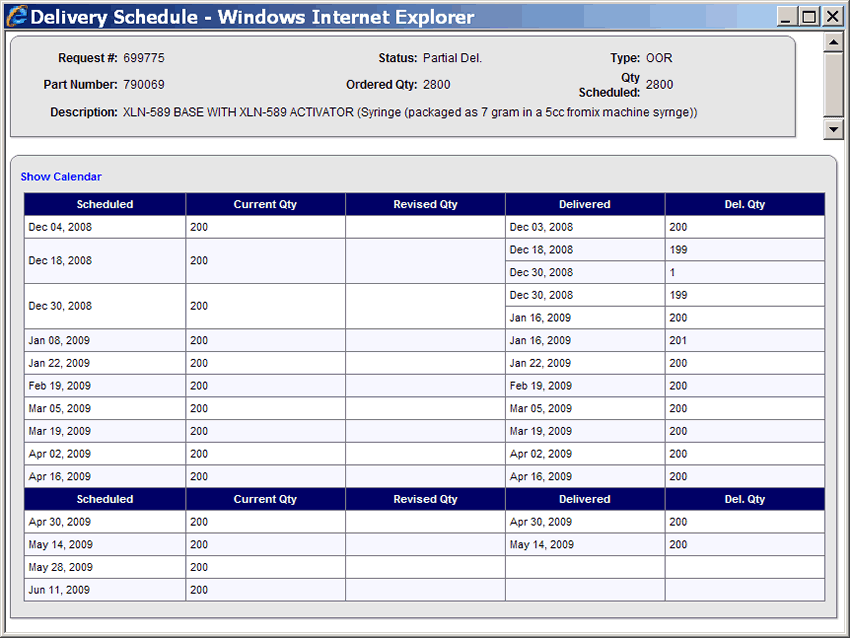 Delivery Schedule - Windows Internet Explorer
Request #: 699775 Status: Partial Del. Type: OOR
Part Number: 790069 Ordered Qty: 2800 Qty Scheduled: 2800
Description: XLN-589 BASE WITH XLN-589 ACTIVATOR (Syringe (packaged as 7 gram in a 5cc fromix machine syrnge))
Show Calendar
Scheduled Current Qty Revised Qty Delivered Del. Qty
Dec 04, 2008 200 Dec 03, 2008 200
Dec 18, 2008 200 Dec 18, 2008 199
Dec 30, 2008 1
Dec 30, 2008 200 Dec 30, 2008 199
Jan 16, 2009 200
Jan 08, 2009 200 Jan 16, 2009 201
Jan 22, 2009 200 Jan 22, 2009 200
Feb 19, 2009 200 Feb 19, 2009 200
Mar 05, 2009 200 Mar 05, 2009 200
Mar 19, 2009 200 Mar 19, 2009 200
Apr 02, 2009 200 Apr 02, 2009 200
Apr 16, 2009 200 Apr 16, 2009 200
Scheduled Current Qty Revised Qty Delivered Del. Qty
Apr 30, 2009 200 Apr 30, 2009 200
May 14, 2009 200 May 14, 2009 200
May 28, 2009 200
Jun 11, 2009 200